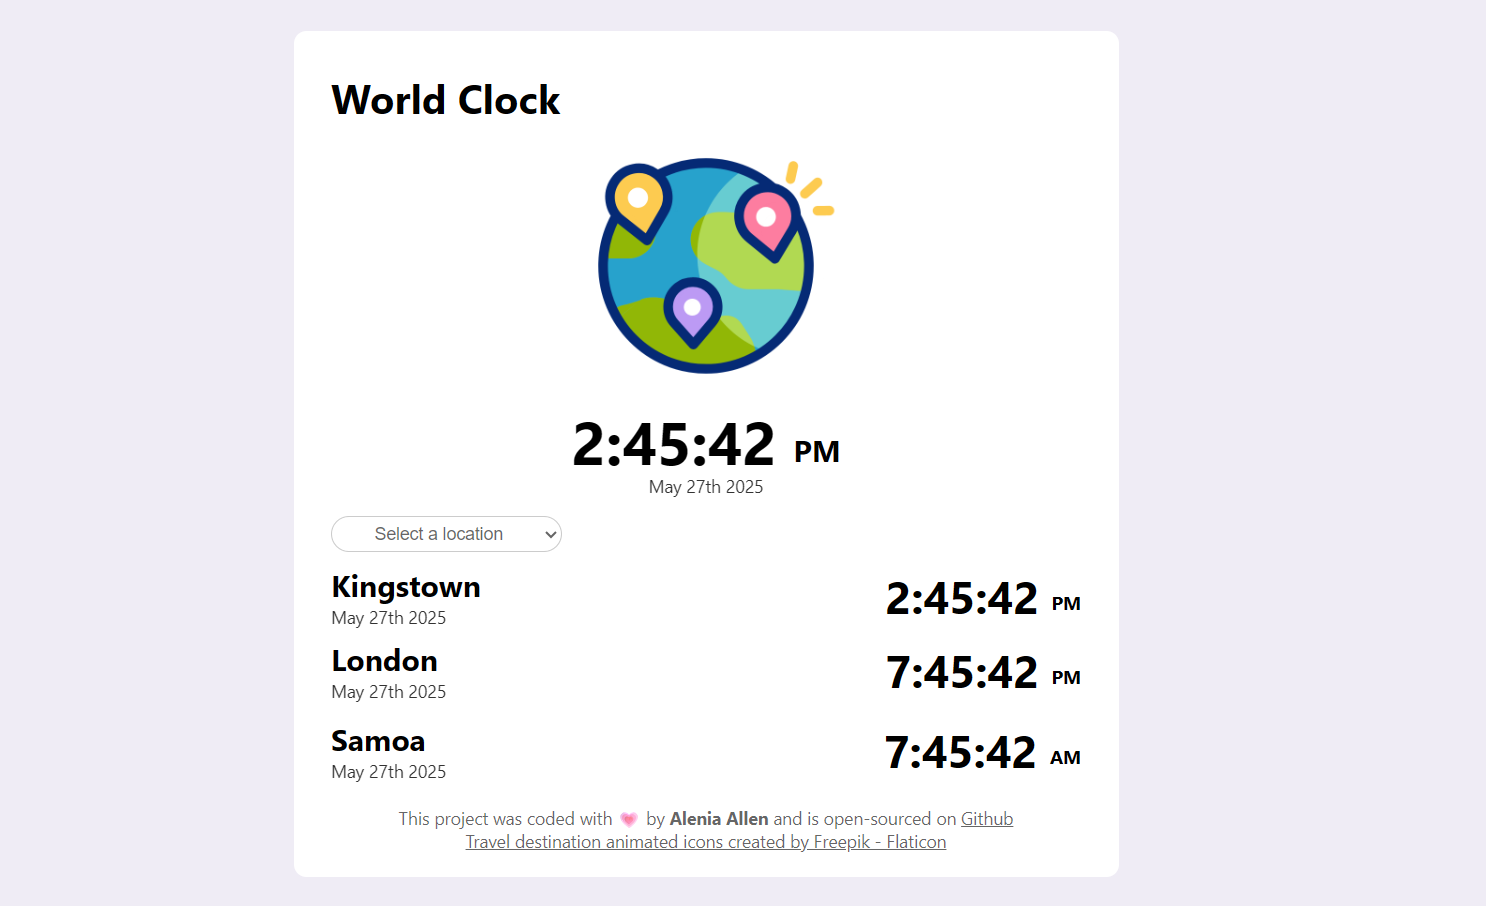 World Clock
2:45:42 PM
May 27th 2025
Select a location
Kingstown
2:45:42 PM
May 27th 2025
London
7:45:42 PM
May 27th 2025
Samoa
7:45:42 AM
May 27th 2025
This project was coded with 💗 by Alenia Allen and is open-sourced on Github
Travel destination animated icons created by Freepik - Flaticon